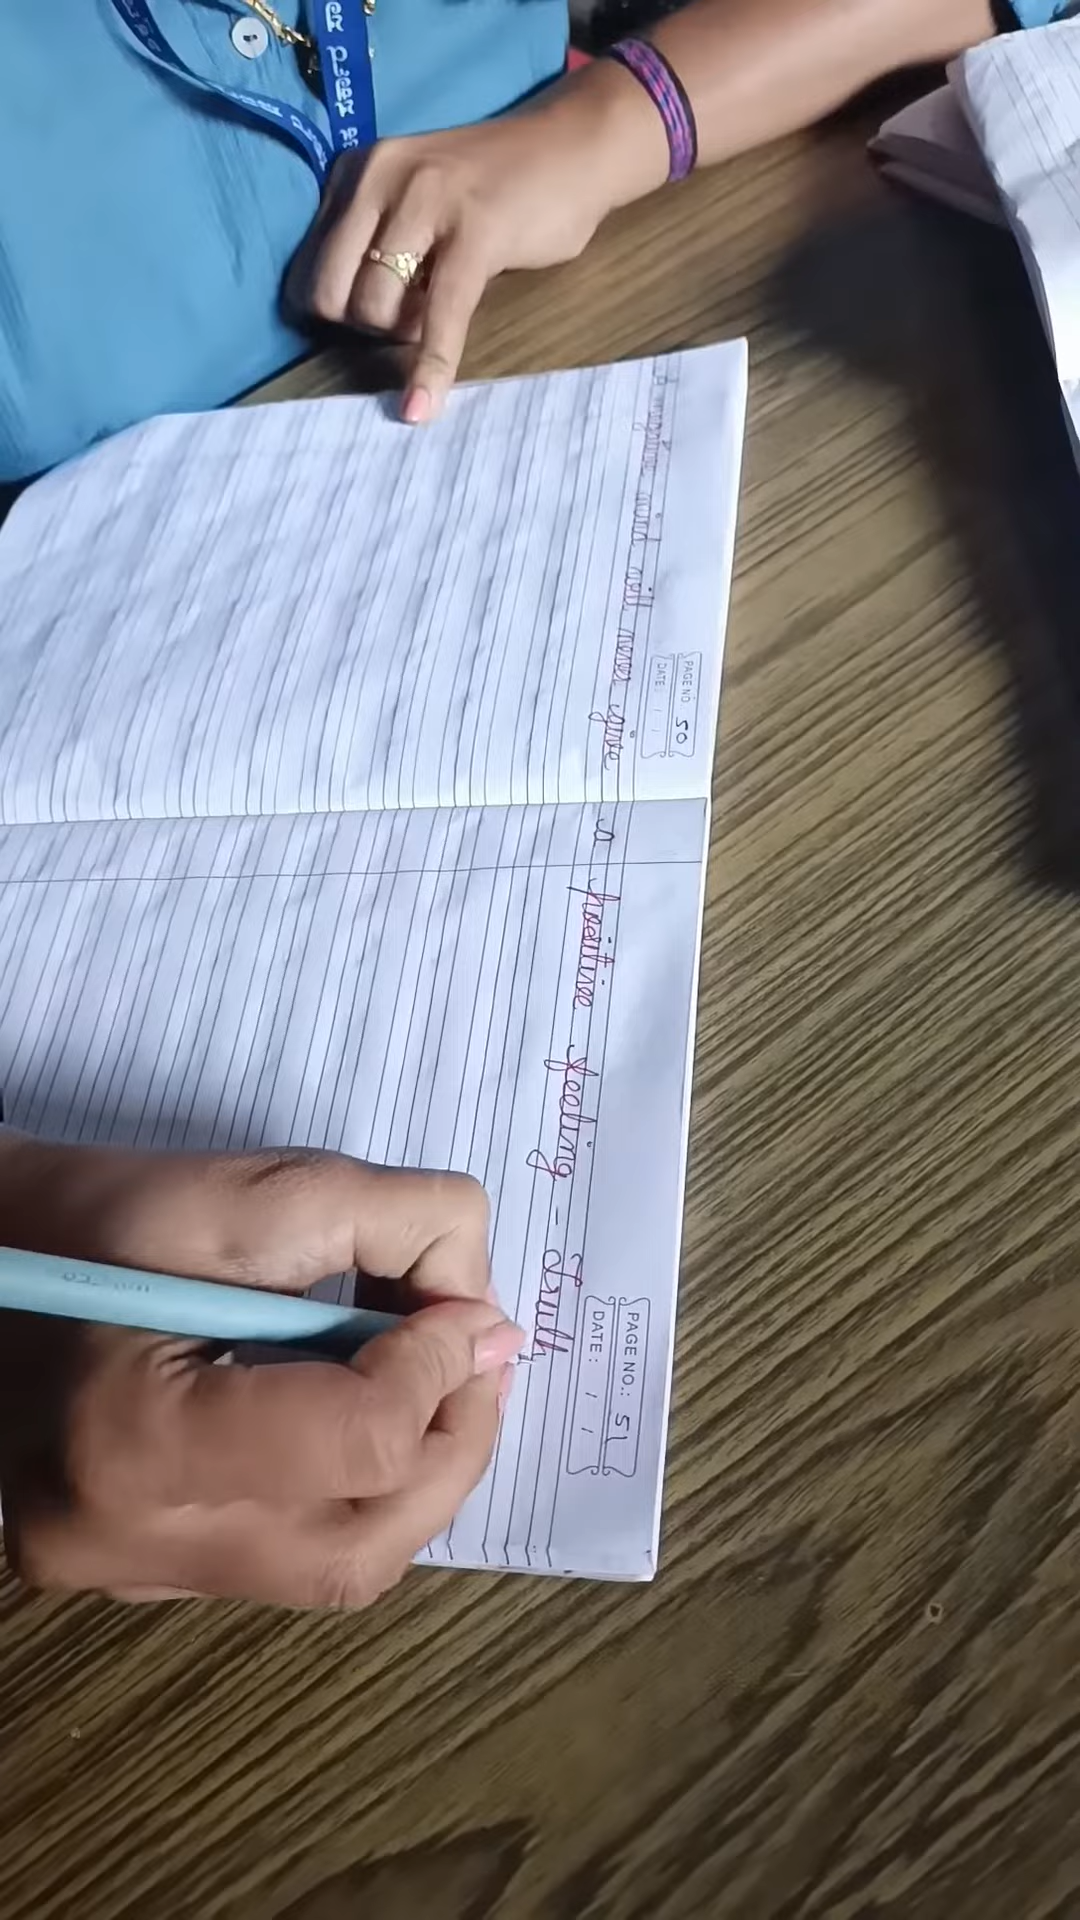 PAGE NO. 50
DATE: / /
A negative mind will never give
PAGE NO.: 51
DATE: / /
a positive feeling - Truth